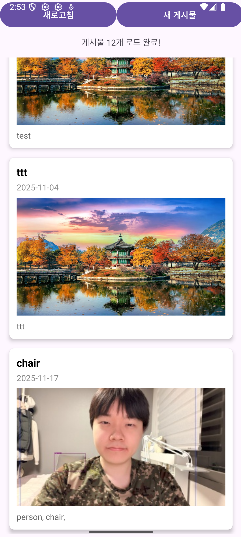 2:53
새로고침 새 게시물
게시물 12개 로드 완료!
test
ttt
2025-11-04
ttt
chair
2025-11-17
person, chair,